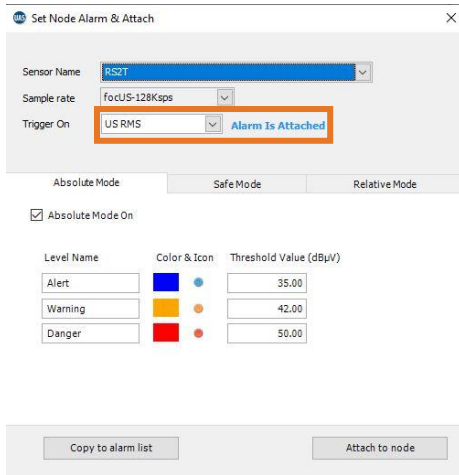 UAS Set Node Alarm & Attach
Sensor Name RS2T
Sample rate focUS-128Ksps
Trigger On US RMS Alarm Is Attached
Absolute Mode Safe Mode Relative Mode
Absolute Mode On
Level Name Color & Icon Threshold Value (dBµV)
Alert 35.00
Warning 42.00
Danger 50.00
Copy to alarm list Attach to node